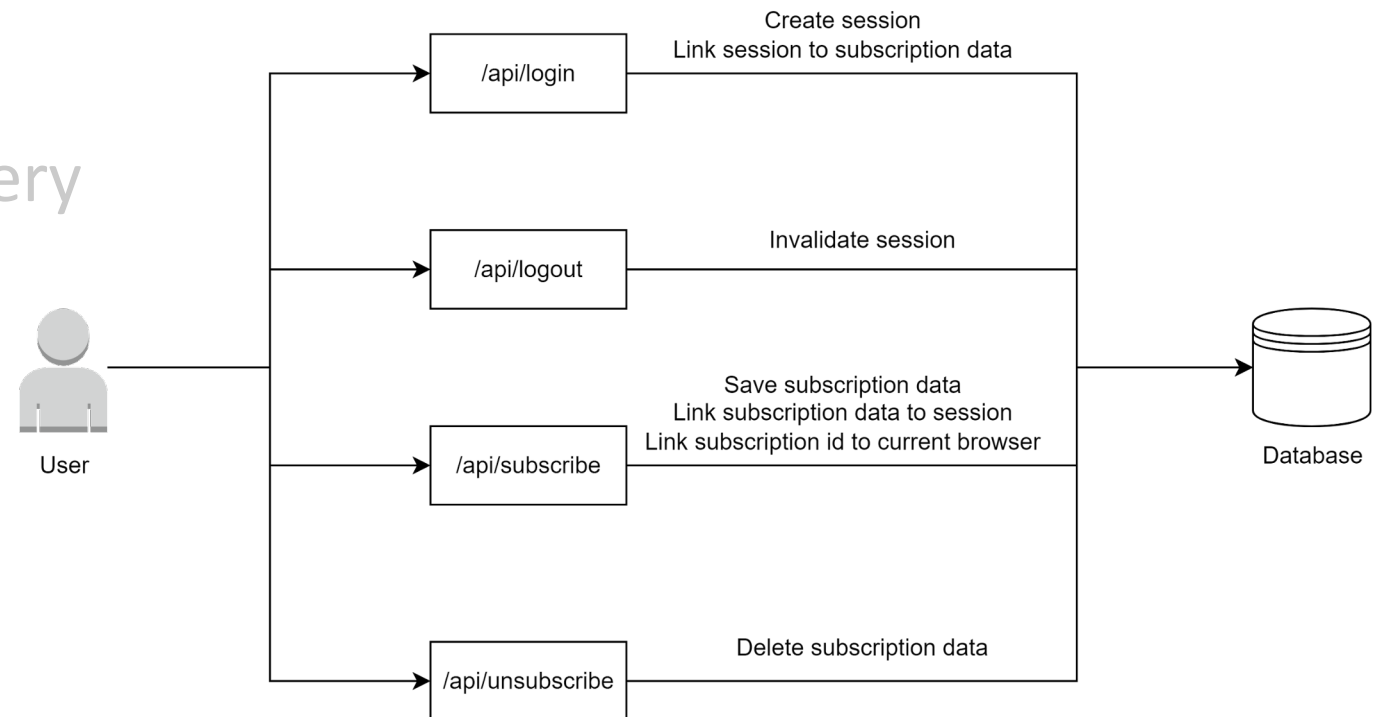 Create session
Link session to subscription data
/api/login
ery
Invalidate session
/api/logout
Save subscription data
Link subscription data to session
Link subscription id to current browser
/api/subscribe
User
Database
Delete subscription data
/api/unsubscribe